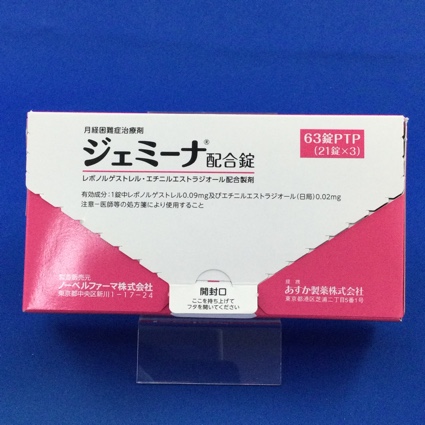 月経困難症治療剤
ジェミーナ®配合錠
63錠PTP
(21錠×3)
レボノルゲストレル・エチニルエストラジオール配合製剤
有効成分:1錠中レボノルゲストレル0.09mg及びエチニルエストラジオール(日局)0.02mg
注意-医師等の処方箋により使用すること
製造販売元
ノーベルファーマ株式会社
東京都中央区新川1-17-24
開封口
ここを持ち上げて
フタを開いてください
提携
あすか製薬株式会社
東京都港区芝浦二丁目5番1号